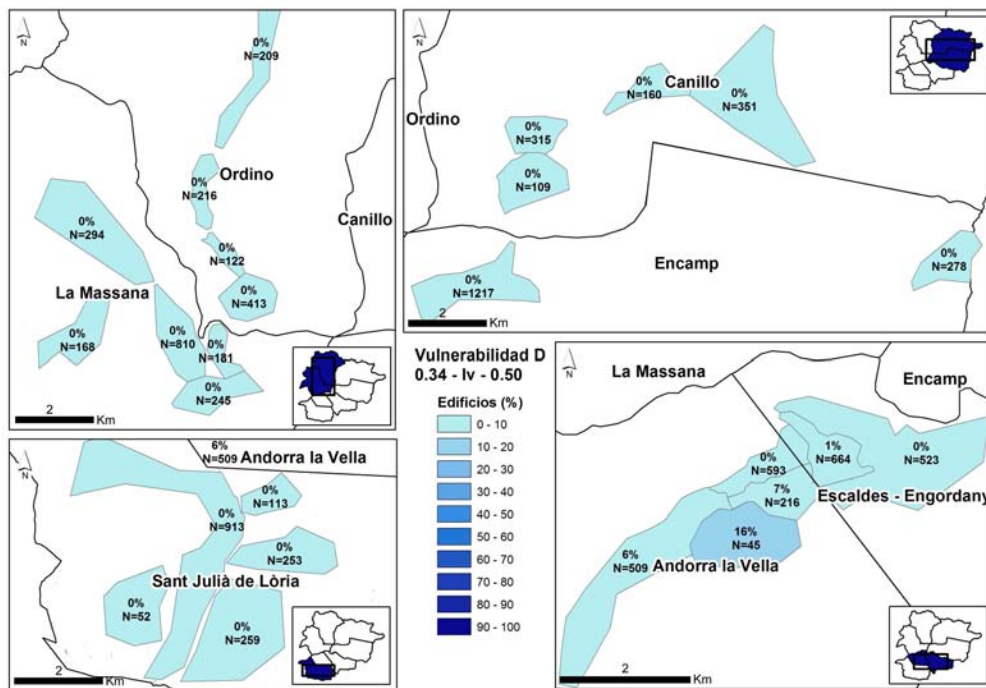 N
0%
N=209
Ordino
0%
N=216
Canillo
0%
N=294
0%
N=122
La Massana
0%
N=413
0%
N=168
0%
N=810
0%
N=181
0%
N=245
2
Km
N
0%
N=160
Canillo
0%
N=351
Ordino
0%
N=315
0%
N=109
Encamp
0%
N=278
0%
N=1217
2
Km
Vulnerabilidad D
0.34 - Iv - 0.50
Edificios (%)
0 - 10
10 - 20
20 - 30
30 - 40
40 - 50
50 - 60
60 - 70
70 - 80
80 - 90
90 - 100
N
6%
N=509
Andorra la Vella
0%
N=113
0%
N=913
0%
N=253
Sant Julià de Lòria
0%
N=52
0%
N=259
2
Km
N
La Massana
Encamp
0%
N=593
1%
N=664
0%
N=523
7%
N=216
Escaldes - Engordany
16%
N=45
6%
N=509
Andorra la Vella
2
Km